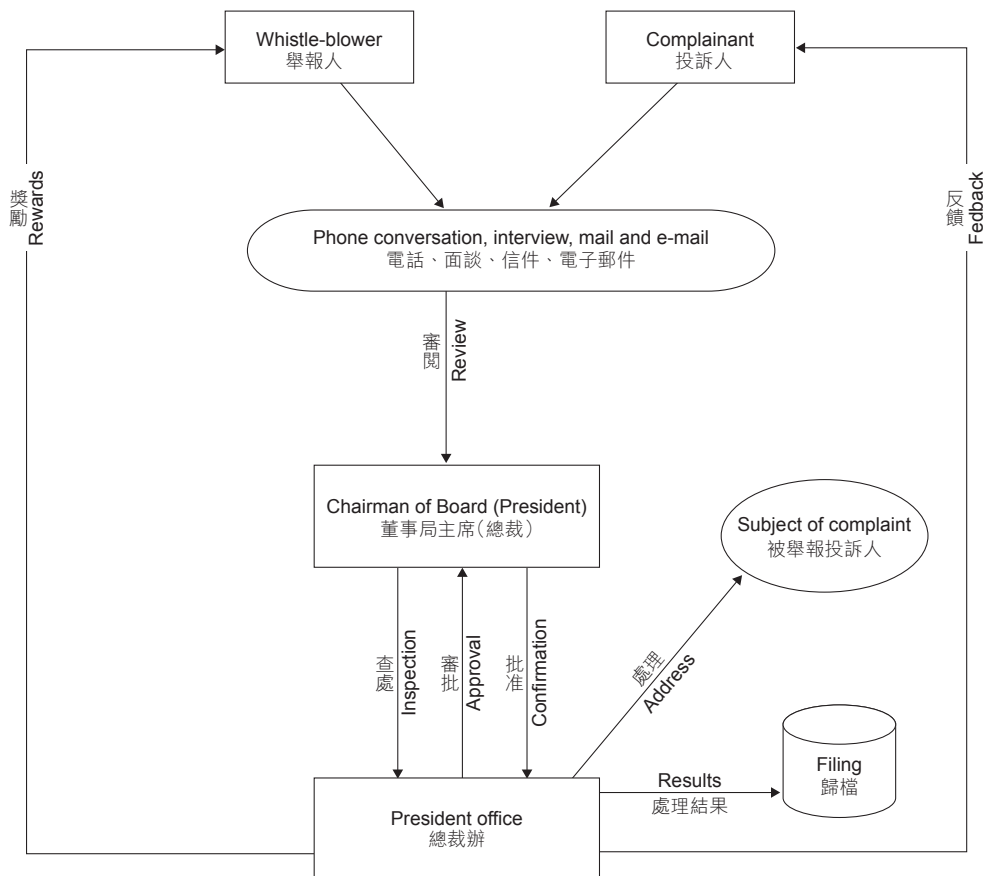 Whistle-blower
舉報人
Complainant
投訴人
獎勵
Rewards
反饋
Fedback
Phone conversation, interview, mail and e-mail
電話、面談、信件、電子郵件
審閲
Review
Chairman of Board (President)
董事局主席(總裁)
Subject of complaint
被舉報投訴人
查處
Inspection
審批
Approval
批准
Confirmation
處理
Address
Results
處理結果
Filing
歸檔
President office
總裁辦